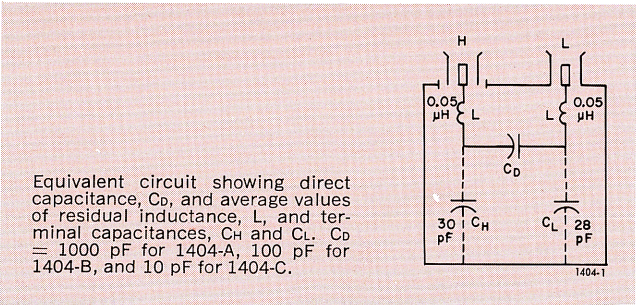 H
L
0.05
μH
L
L
0.05
μH
CD
30
pF
CH
CL
28
pF
1404-1
Equivalent circuit showing direct
capacitance, CD, and average values
of residual inductance, L, and ter-
minal capacitances, CH and CL. CD
= 1000 pF for 1404-A, 100 pF for
1404-B, and 10 pF for 1404-C.